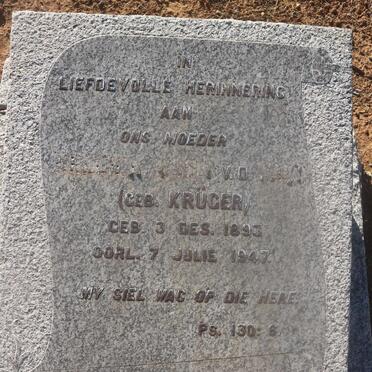 IN
LIEFDEVOLLE HERINNERING
AAN
ONS MOEDER
V.D.
(GEB. KRÜGER)
GEB. 3 DES. 1893
OORL. 7 JULIE 1947
MY SIEL WAG OP DIE HERE.
PS. 130: 6